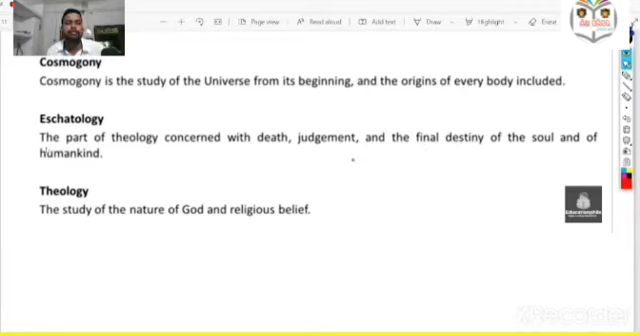 Page view
Read aloud
Add text
Draw
Highlight
Erase
Cosmogony
Cosmogony is the study of the Universe from its beginning, and the origins of every body included.
Eschatology
The part of theology concerned with death, judgement, and the final destiny of the soul and of
humankind.
Theology
The study of the nature of God and religious belief.
Educationphile
XRecorder